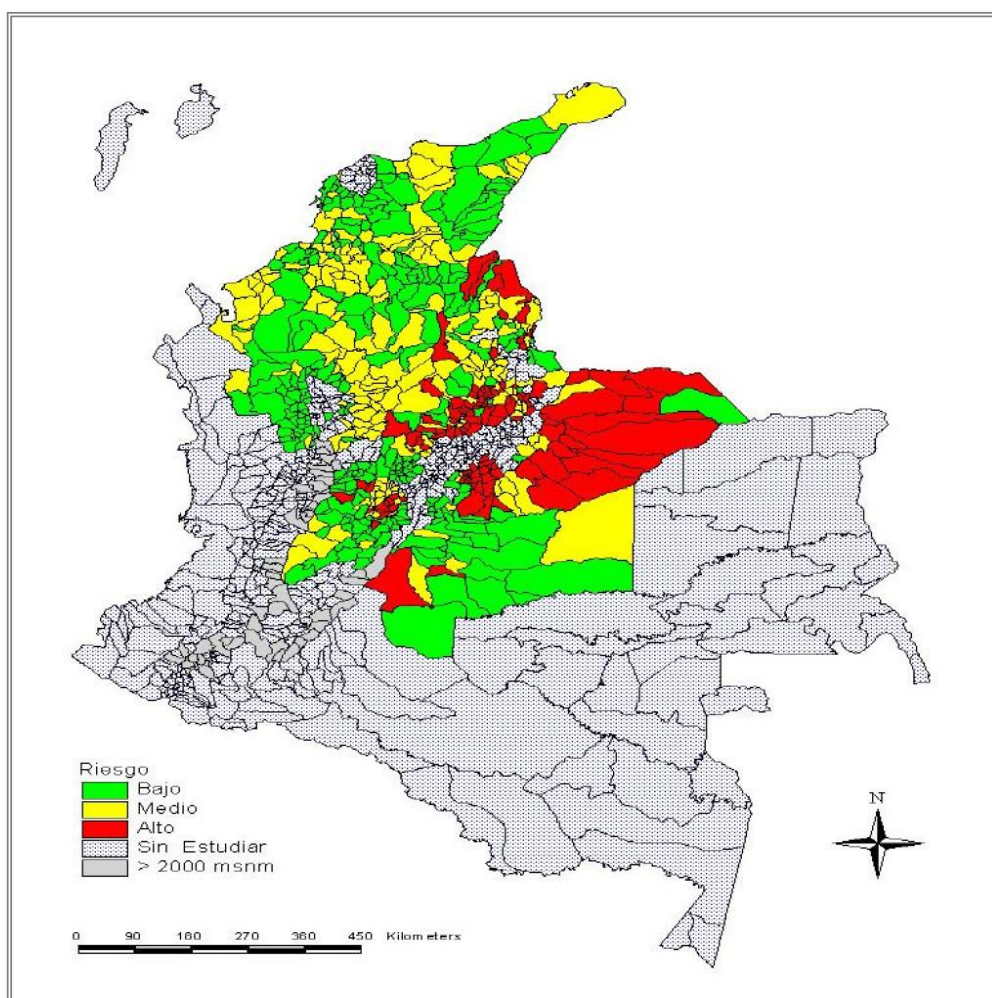 Riesgo
Bajo
Medio
Alto
Sin Estudiar
> 2000 msnm
N
0 90 180 270 360 450 Kilometers